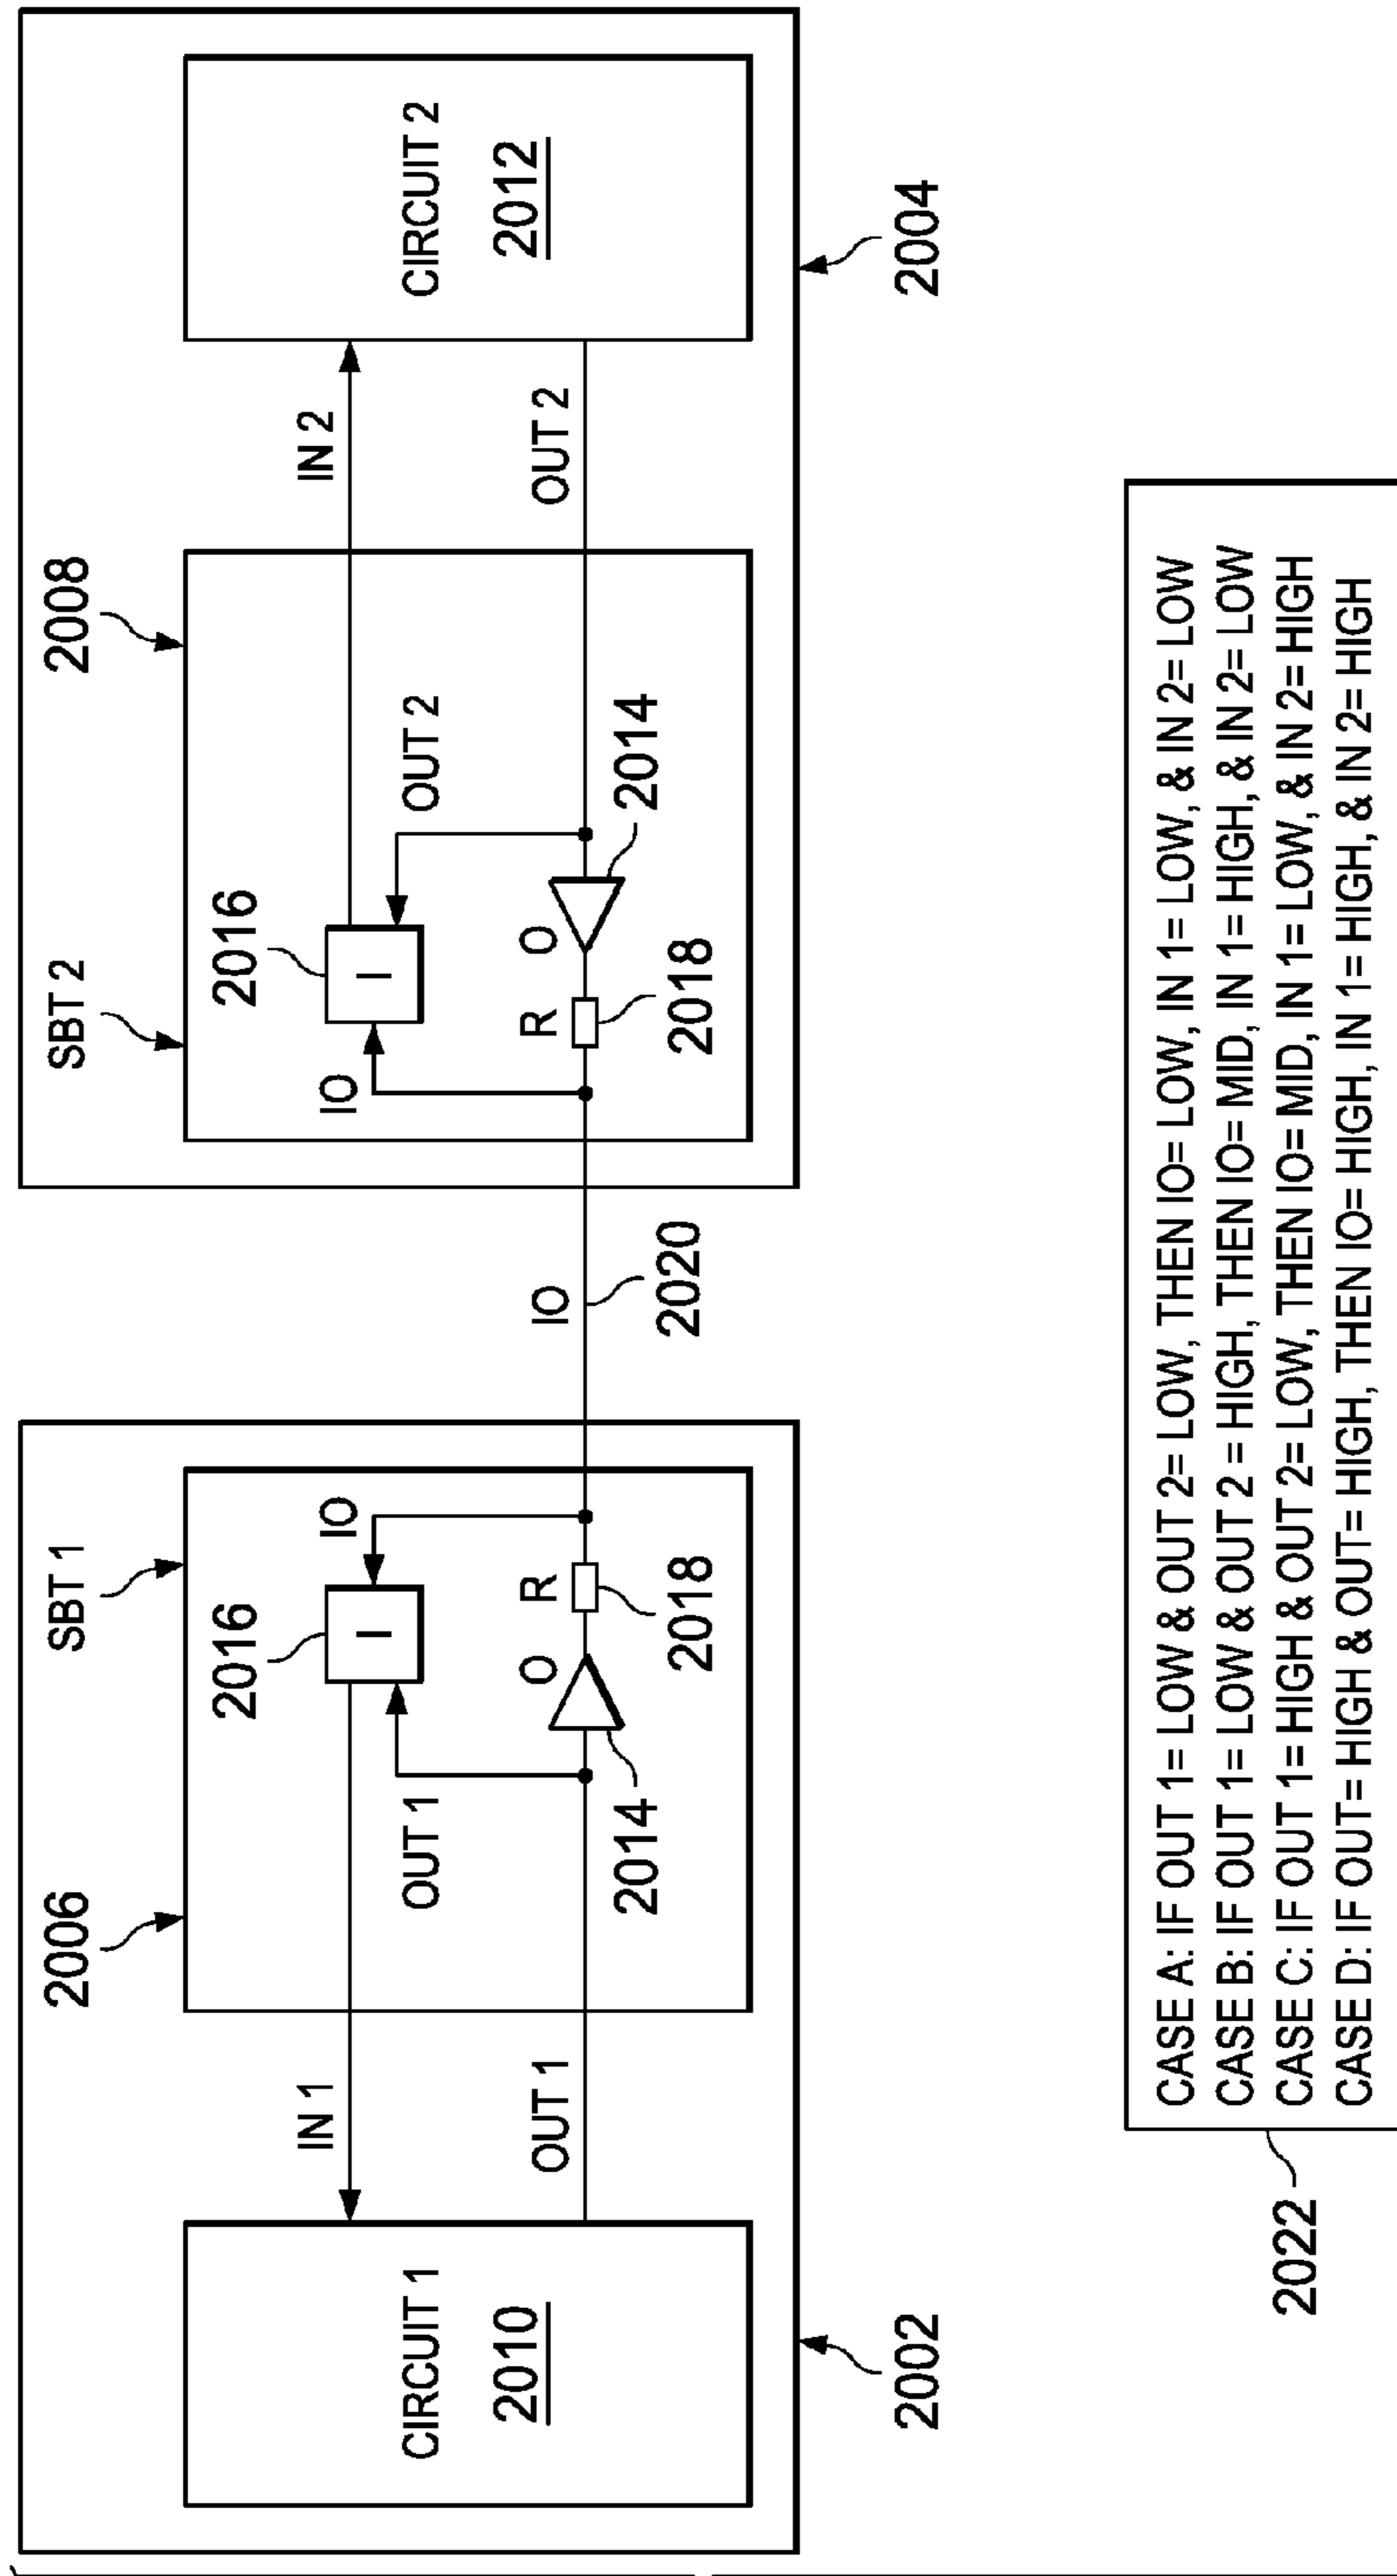 2006
SBT 1
SBT 2
2008
IN 1
2016
IO
IO
2016
IN 2
CIRCUIT 1
2010
OUT 1
I
I
OUT 2
CIRCUIT 2
2012
OUT 1
O
R
IO
R
O
OUT 2
2014
2018
2020
2018
2014
2002
2004
2022
CASE A: IF OUT 1= LOW & OUT 2= LOW, THEN IO= LOW, IN 1= LOW, & IN 2= LOW
CASE B: IF OUT 1= LOW & OUT 2 = HIGH, THEN IO= MID, IN 1= HIGH, & IN 2= LOW
CASE C: IF OUT 1= HIGH & OUT 2= LOW, THEN IO= MID, IN 1= LOW, & IN 2= HIGH
CASE D: IF OUT= HIGH & OUT= HIGH, THEN IO= HIGH, IN 1= HIGH, & IN 2= HIGH